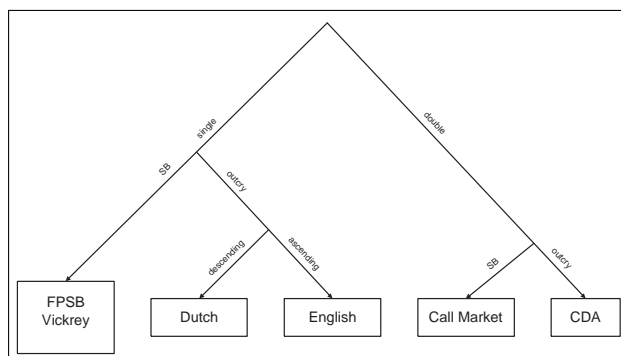 single
double
SB
outcry
descending
ascending
SB
outcry
FPSB
Vickrey
Dutch
English
Call Market
CDA